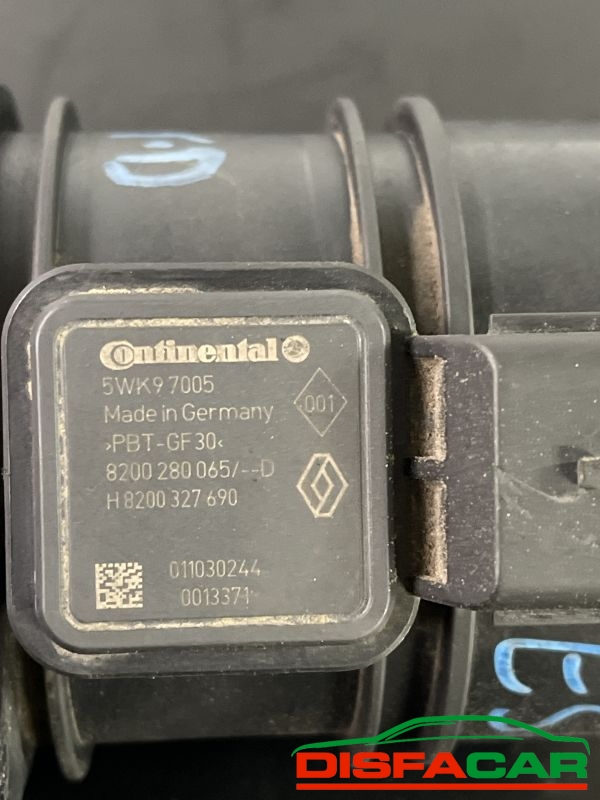 Continental
5WK9 7005
Made in Germany
001
>PBT-GF30<
8200 280 065/--D
H 8200 327 690
011030244
0013371
DISFACAR